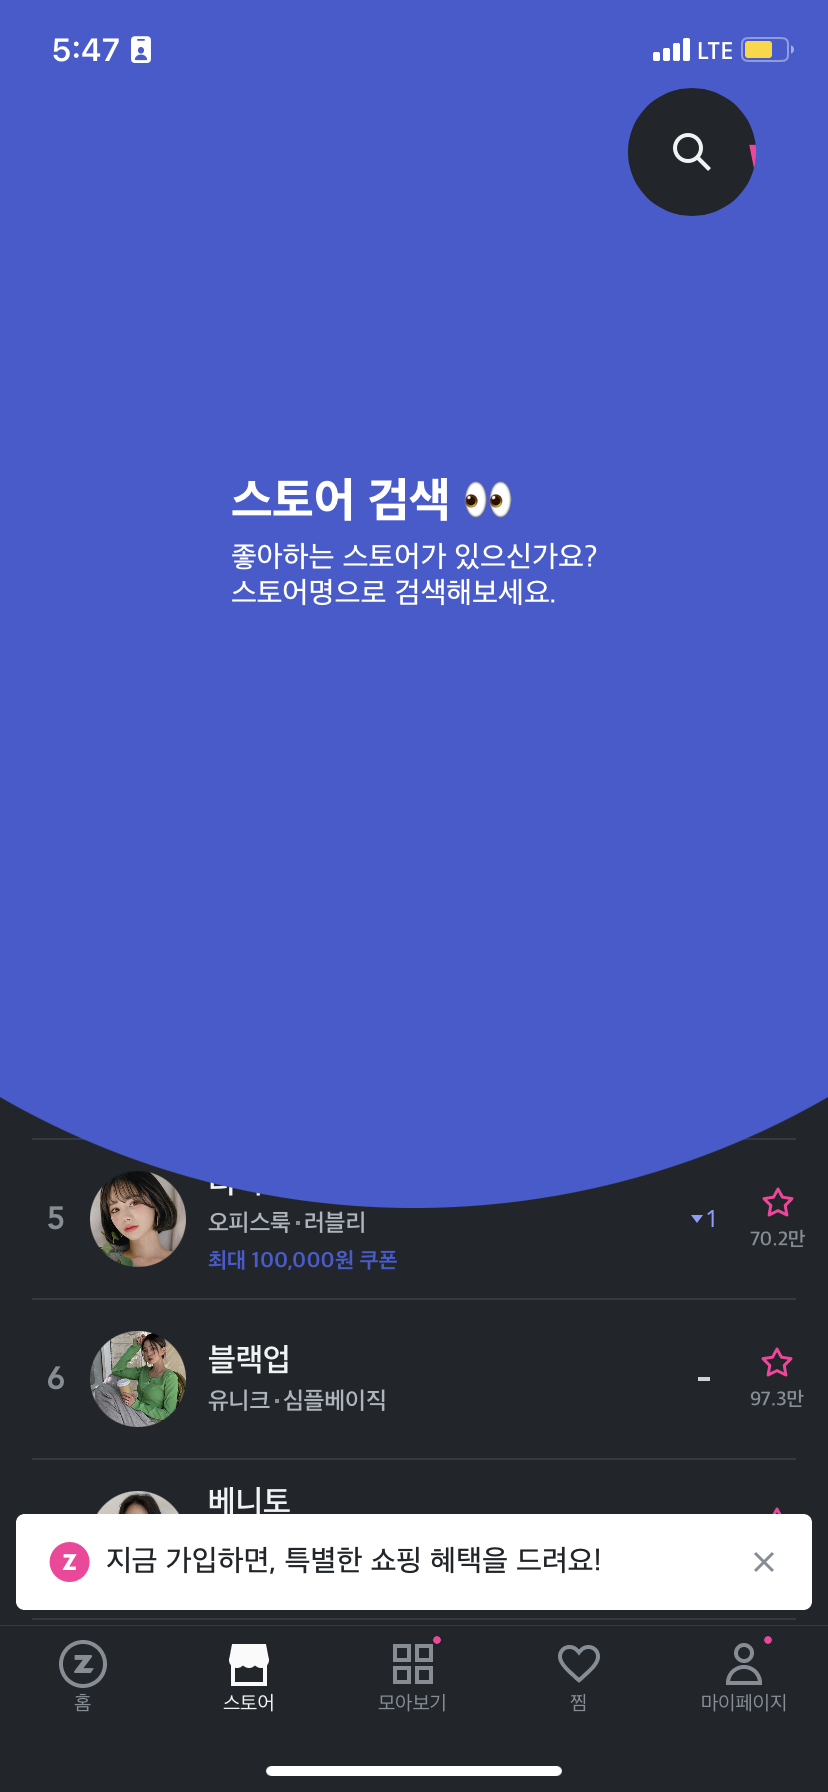 5:47
LTE
스토어 검색 👀
좋아하는 스토어가 있으신가요?
스토어명으로 검색해보세요.
5
오피스룩·러블리
최대 100,000원 쿠폰
▼1
70.2만
6
블랙업
유니크·심플베이직
-
97.3만
베니토
지금 가입하면, 특별한 쇼핑 혜택을 드려요!
홈
스토어
모아보기
찜
마이페이지